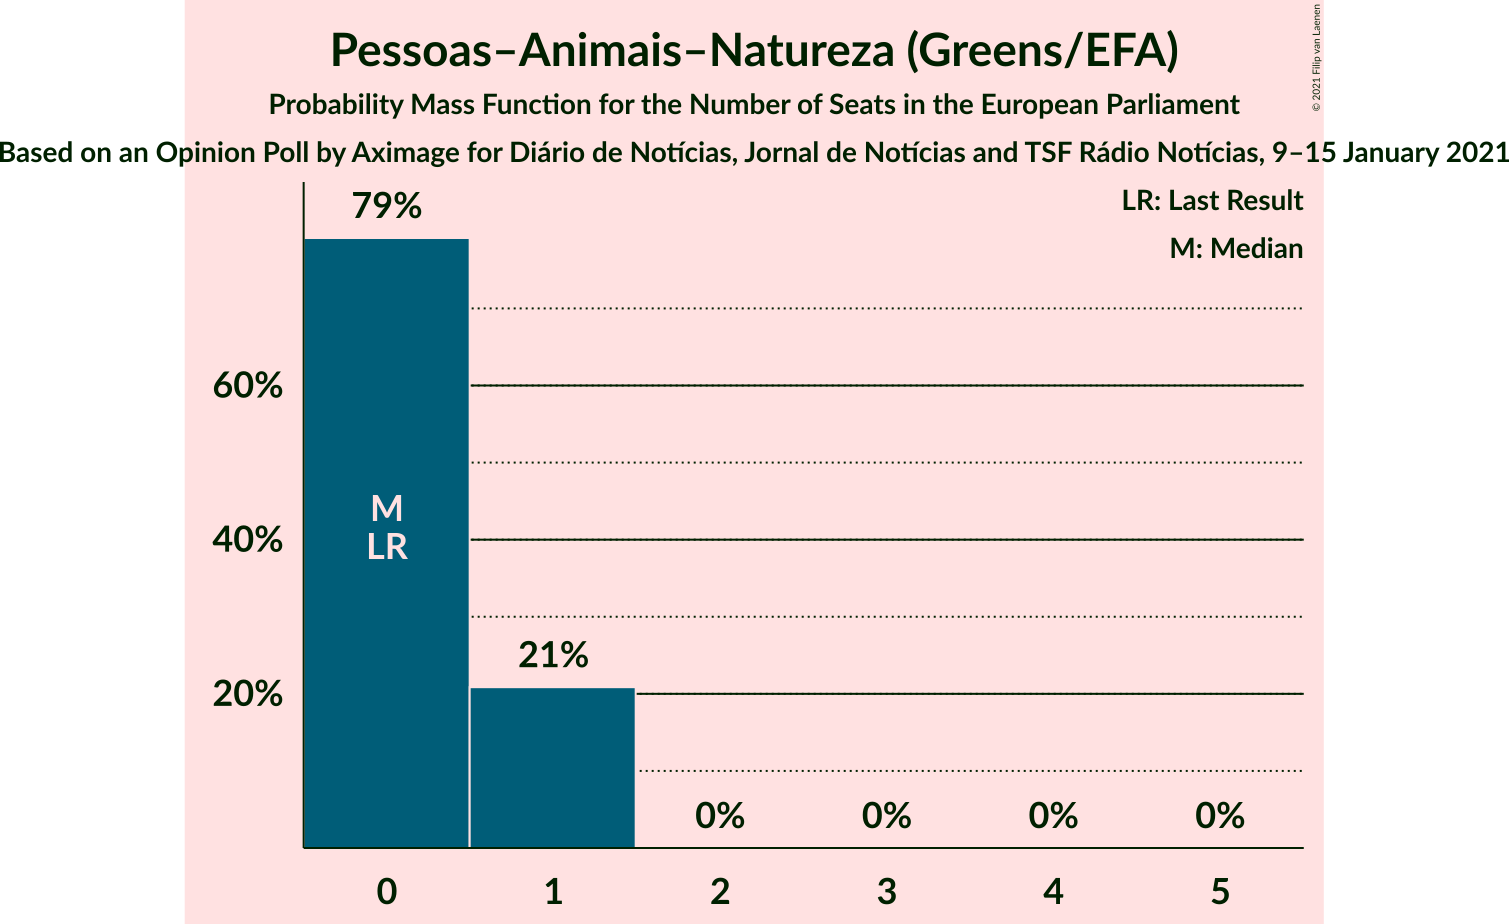 Pessoas–Animais–Natureza (Greens/EFA)
Probability Mass Function for the Number of Seats in the European Parliament
Based on an Opinion Poll by Aximage for Diário de Notícias, Jornal de Notícias and TSF Rádio Notícias, 9–15 January 2021
© 2021 Filip van Laenen
LR: Last Result
M: Median
79%
60%
M
40%
LR
21%
20%
0% 0% 0% 0%
0 1 2 3 4 5